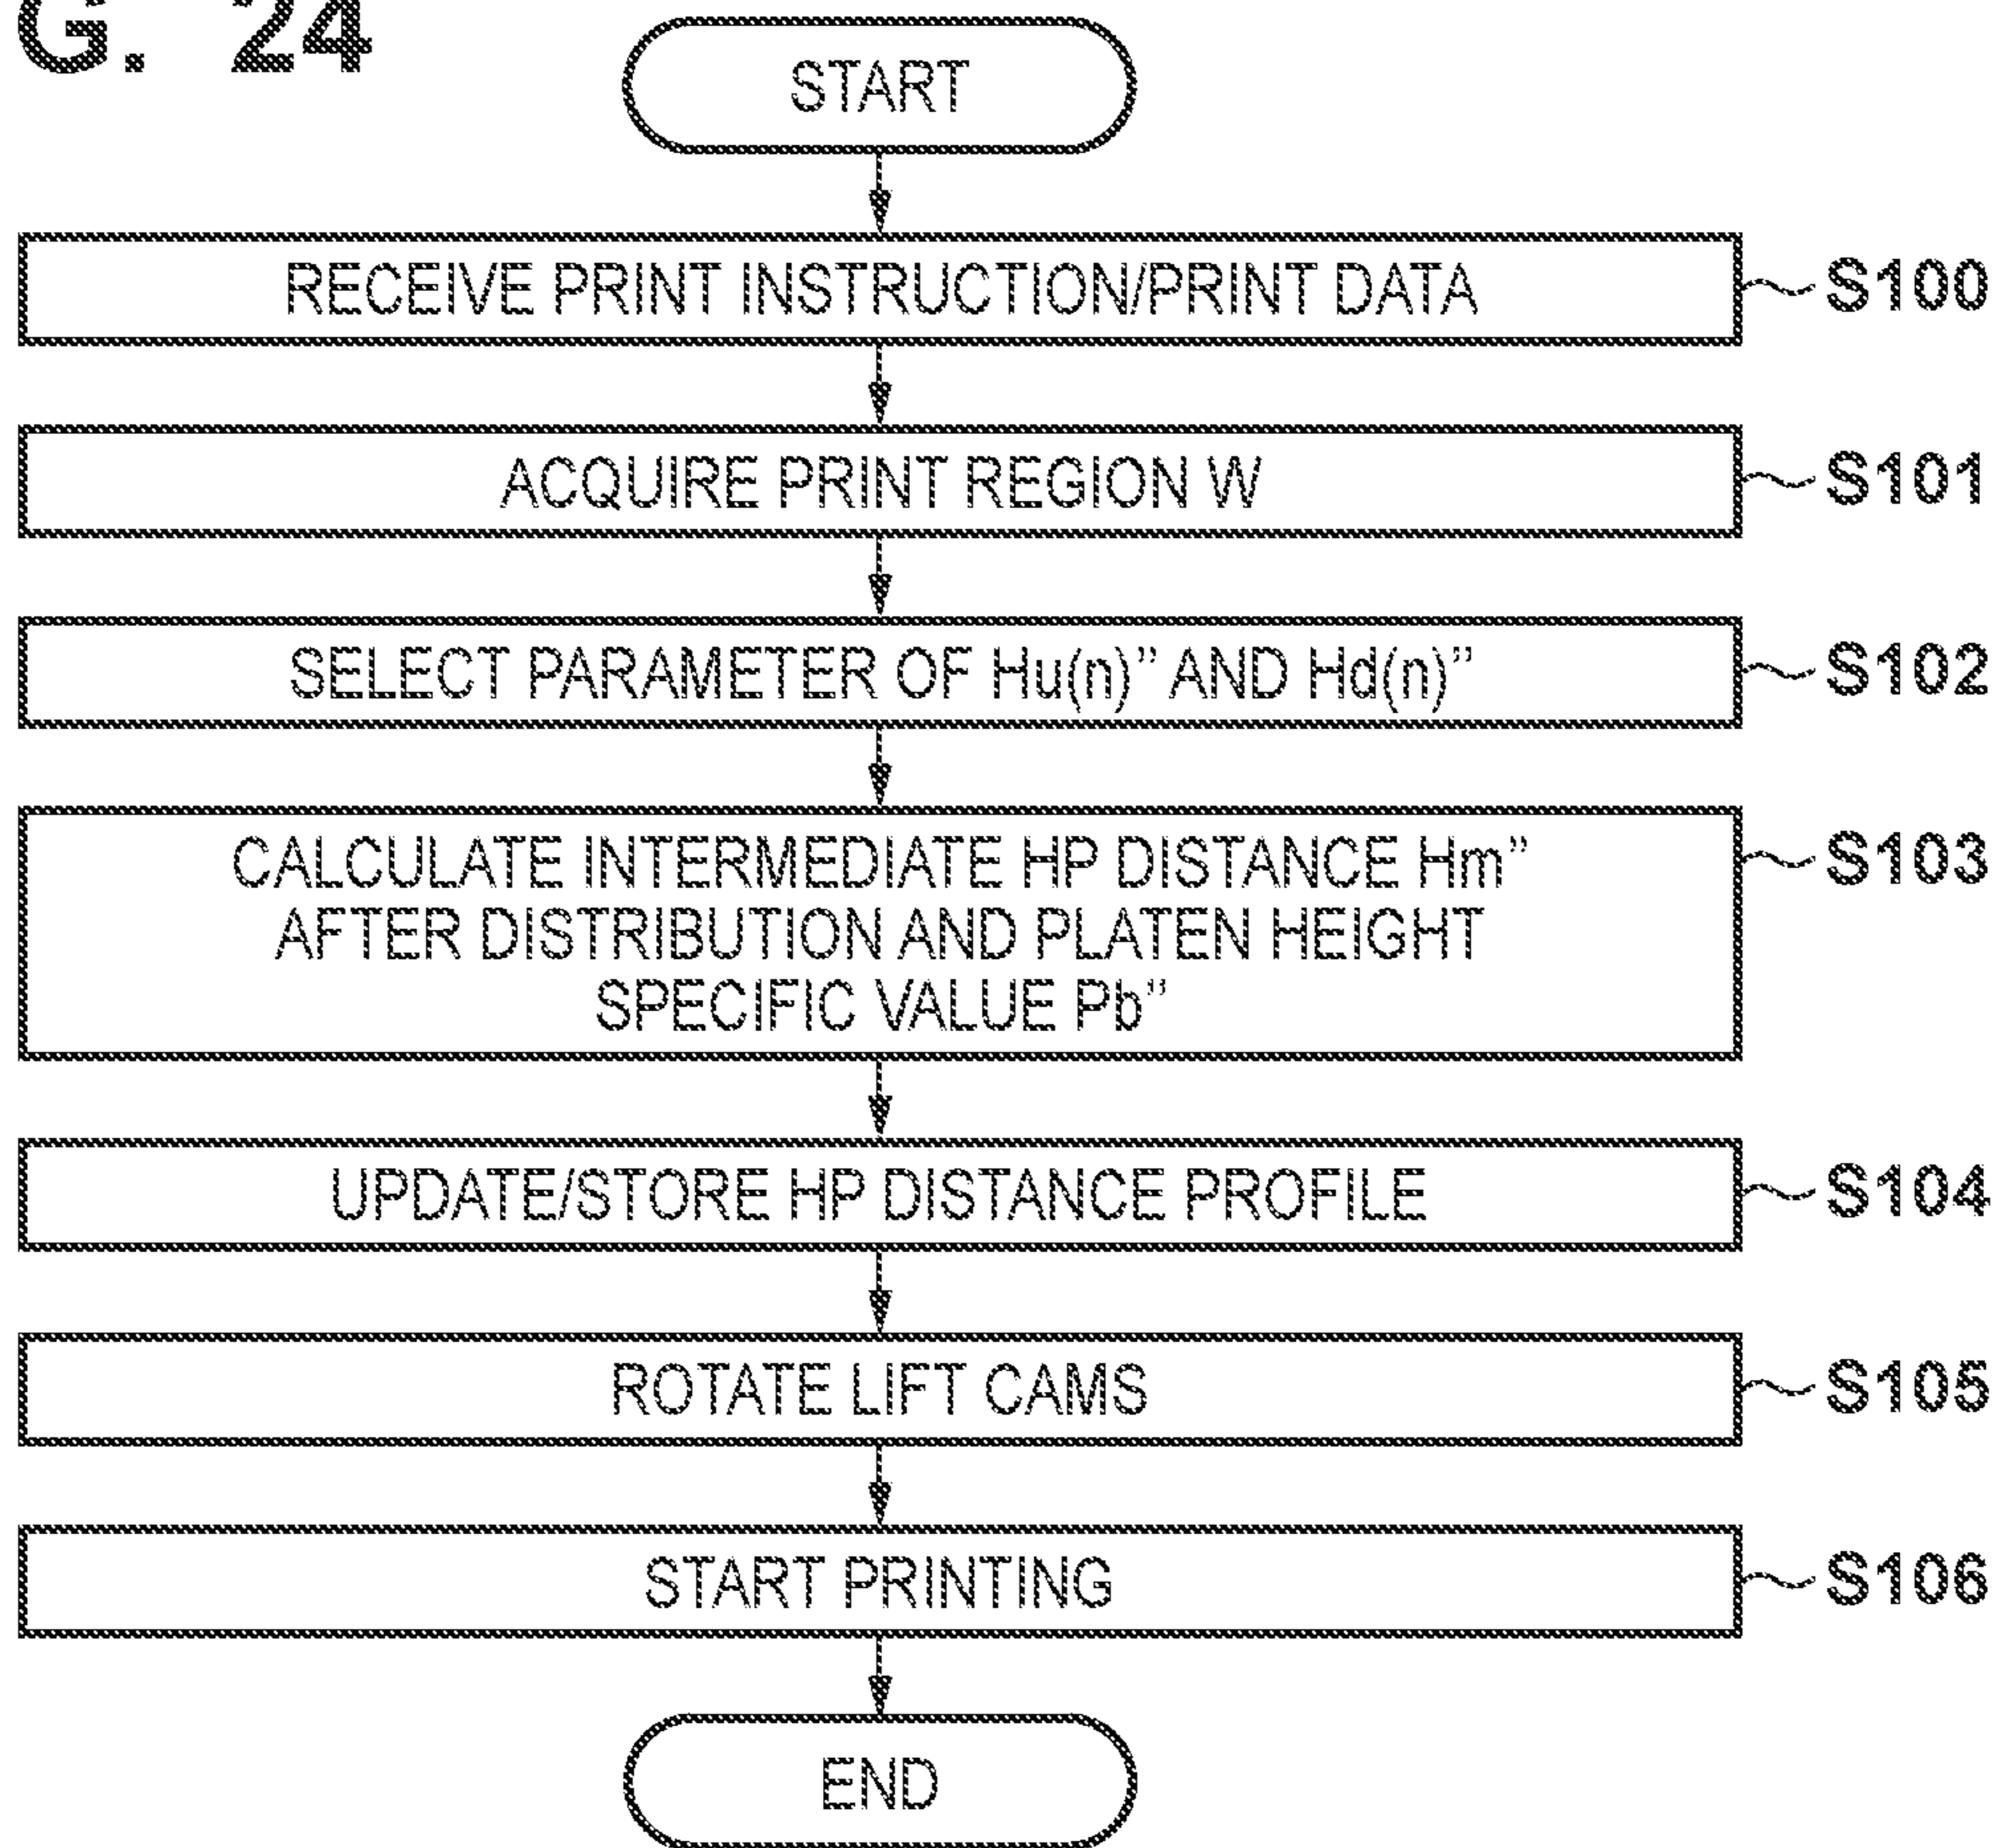 G. 24
START
RECEIVE PRINT INSTRUCTION/PRINT DATA
S100
ACQUIRE PRINT REGION W
S101
SELECT PARAMETER OF Hu(n)” AND Hd(n)”
S102
CALCULATE INTERMEDIATE HP DISTANCE Hm”
AFTER DISTRIBUTION AND PLATEN HEIGHT
SPECIFIC VALUE Pb”
S103
UPDATE/STORE HP DISTANCE PROFILE
S104
ROTATE LIFT CAMS
S105
START PRINTING
S106
END